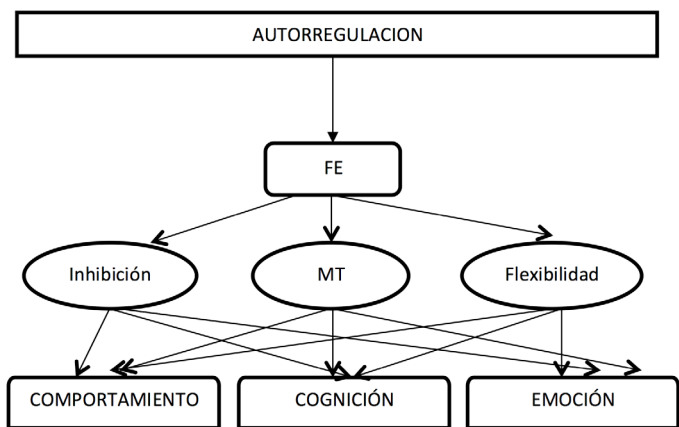 AUTORREGULACION
FE
Inhibición
MT
Flexibilidad
COMPORTAMIENTO
COGNICIÓN
EMOCIÓN